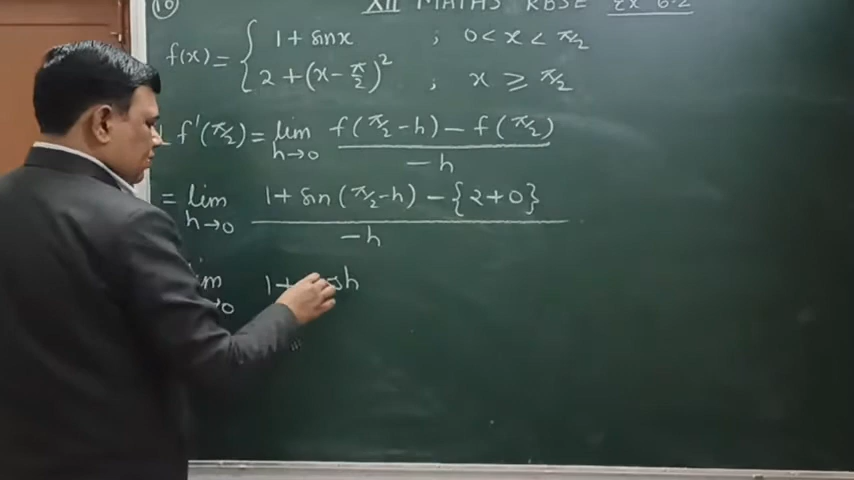 (10) XII MATHS RBSE Ex 6.2
f(x) = { 1 + sinx ; 0 < x < π/2
2 + (x - π/2)² ; x ≥ π/2
L f'(π/2) = lim h→0 f(π/2 - h) - f(π/2) / -h
= lim h→0 1 + sin(π/2 - h) - {2 + 0} / -h
1 +